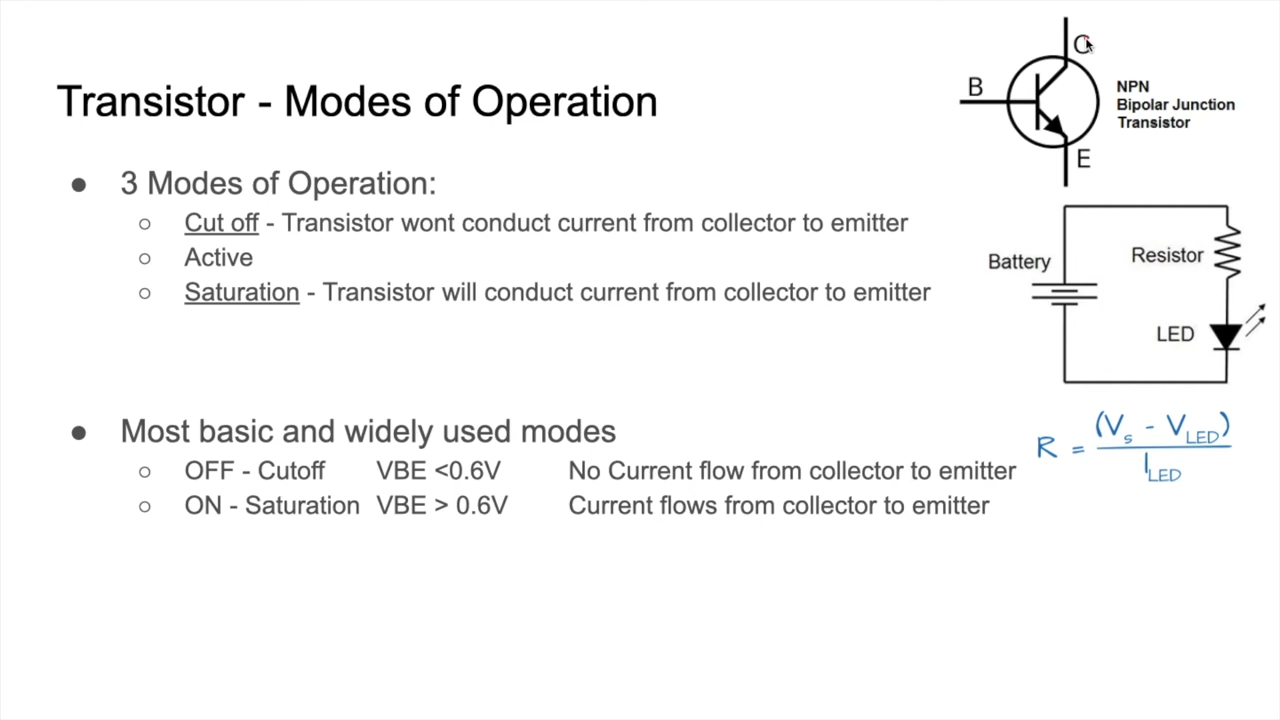 Transistor - Modes of Operation
● 3 Modes of Operation:
○ Cut off - Transistor wont conduct current from collector to emitter
○ Active
○ Saturation - Transistor will conduct current from collector to emitter
● Most basic and widely used modes
○ OFF - Cutoff VBE <0.6V No Current flow from collector to emitter
○ ON - Saturation VBE > 0.6V Current flows from collector to emitter
C
B
E
NPN
Bipolar Junction
Transistor
Battery
Resistor
LED
R = (Vs - VLED) / ILED